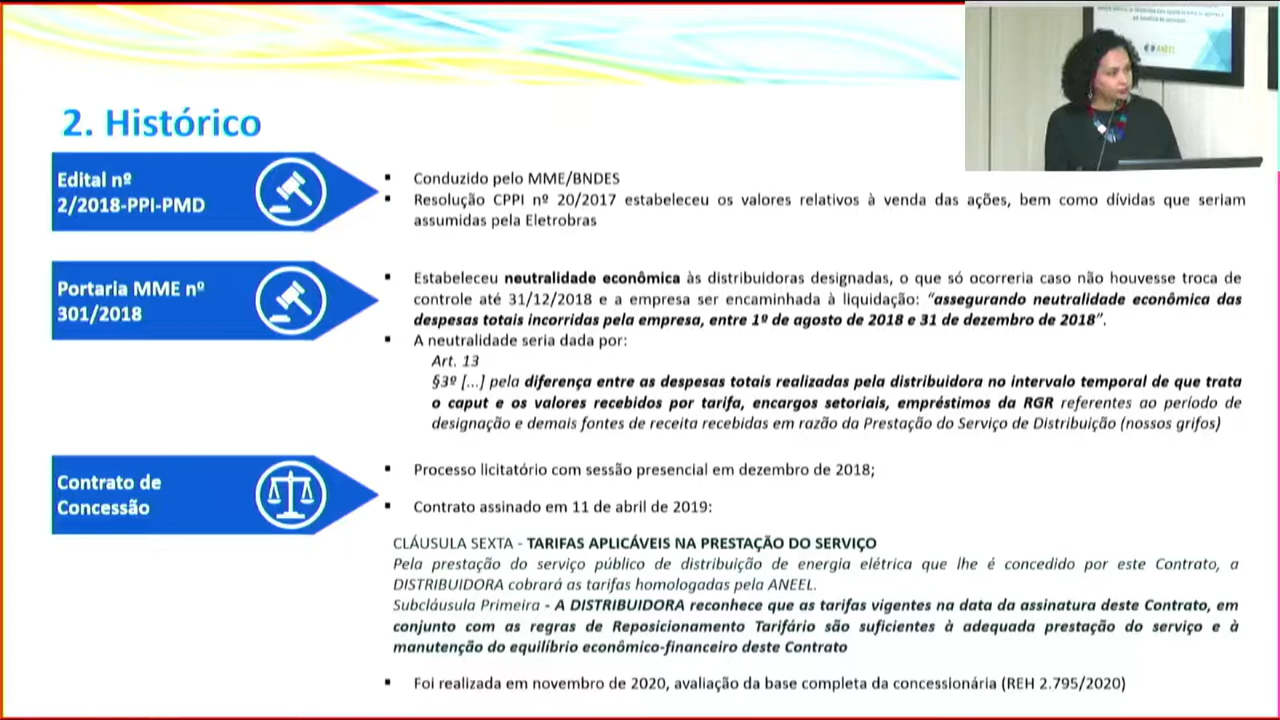 ANEEL
2. Histórico
Edital nº
2/2018-PPI-PMD
▪ Conduzido pelo MME/BNDES
▪ Resolução CPPI nº 20/2017 estabeleceu os valores relativos à venda das ações, bem como dívidas que seriam
assumidas pela Eletrobras
Portaria MME nº
301/2018
▪ Estabeleceu neutralidade econômica às distribuidoras designadas, o que só ocorreria caso não houvesse troca de
controle até 31/12/2018 e a empresa ser encaminhada à liquidação: “assegurando neutralidade econômica das
despesas totais incorridas pela empresa, entre 1º de agosto de 2018 e 31 de dezembro de 2018”.
▪ A neutralidade seria dada por:
Art. 13
§3º [...] pela diferença entre as despesas totais realizadas pela distribuidora no intervalo temporal de que trata
o caput e os valores recebidos por tarifa, encargos setoriais, empréstimos da RGR referentes ao período de
designação e demais fontes de receita recebidas em razão da Prestação do Serviço de Distribuição (nossos grifos)
Contrato de
Concessão
▪ Processo licitatório com sessão presencial em dezembro de 2018;
▪ Contrato assinado em 11 de abril de 2019:
CLÁUSULA SEXTA - TARIFAS APLICÁVEIS NA PRESTAÇÃO DO SERVIÇO
Pela prestação do serviço público de distribuição de energia elétrica que lhe é concedido por este Contrato, a
DISTRIBUIDORA cobrará as tarifas homologadas pela ANEEL.
Subcláusula Primeira - A DISTRIBUIDORA reconhece que as tarifas vigentes na data da assinatura deste Contrato, em
conjunto com as regras de Reposicionamento Tarifário são suficientes à adequada prestação do serviço e à
manutenção do equilíbrio econômico-financeiro deste Contrato
▪ Foi realizada em novembro de 2020, avaliação da base completa da concessionária (REH 2.795/2020)